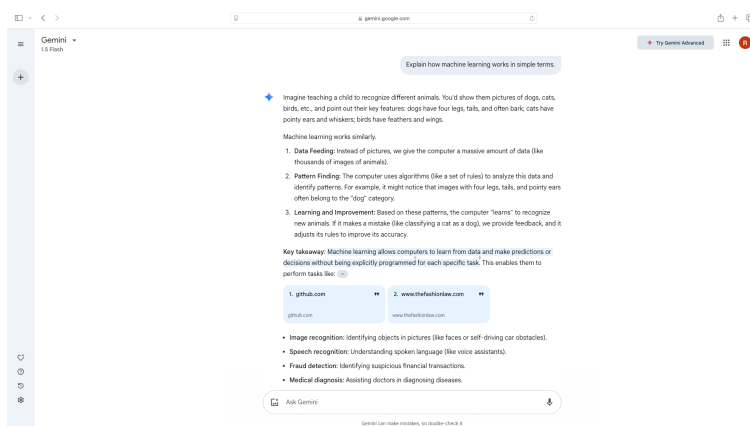 gemini.google.com
Gemini
1.5 Flash
Try Gemini Advanced
R
Explain how machine learning works in simple terms.
Imagine teaching a child to recognize different animals. You'd show them pictures of dogs, cats,
birds, etc., and point out their key features: dogs have four legs, tails, and often bark; cats have
pointy ears and whiskers; birds have feathers and wings.
Machine learning works similarly.
1. Data Feeding: Instead of pictures, we give the computer a massive amount of data (like
thousands of images of animals).
2. Pattern Finding: The computer uses algorithms (like a set of rules) to analyze this data and
identify patterns. For example, it might notice that images with four legs, tails, and pointy ears
often belong to the "dog" category.
3. Learning and Improvement: Based on these patterns, the computer "learns" to recognize
new animals. If it makes a mistake (like classifying a cat as a dog), we provide feedback, and it
adjusts its rules to improve its accuracy.
Key takeaway: Machine learning allows computers to learn from data and make predictions or
decisions without being explicitly programmed for each specific task. This enables them to
perform tasks like:
1. github.com
github.com
2. www.thefashionlaw.com
www.thefashionlaw.com
• Image recognition: Identifying objects in pictures (like faces or self-driving car obstacles).
• Speech recognition: Understanding spoken language (like voice assistants).
• Fraud detection: Identifying suspicious financial transactions.
• Medical diagnosis: Assisting doctors in diagnosing diseases.
Ask Gemini
Gemini can make mistakes, so double-check it